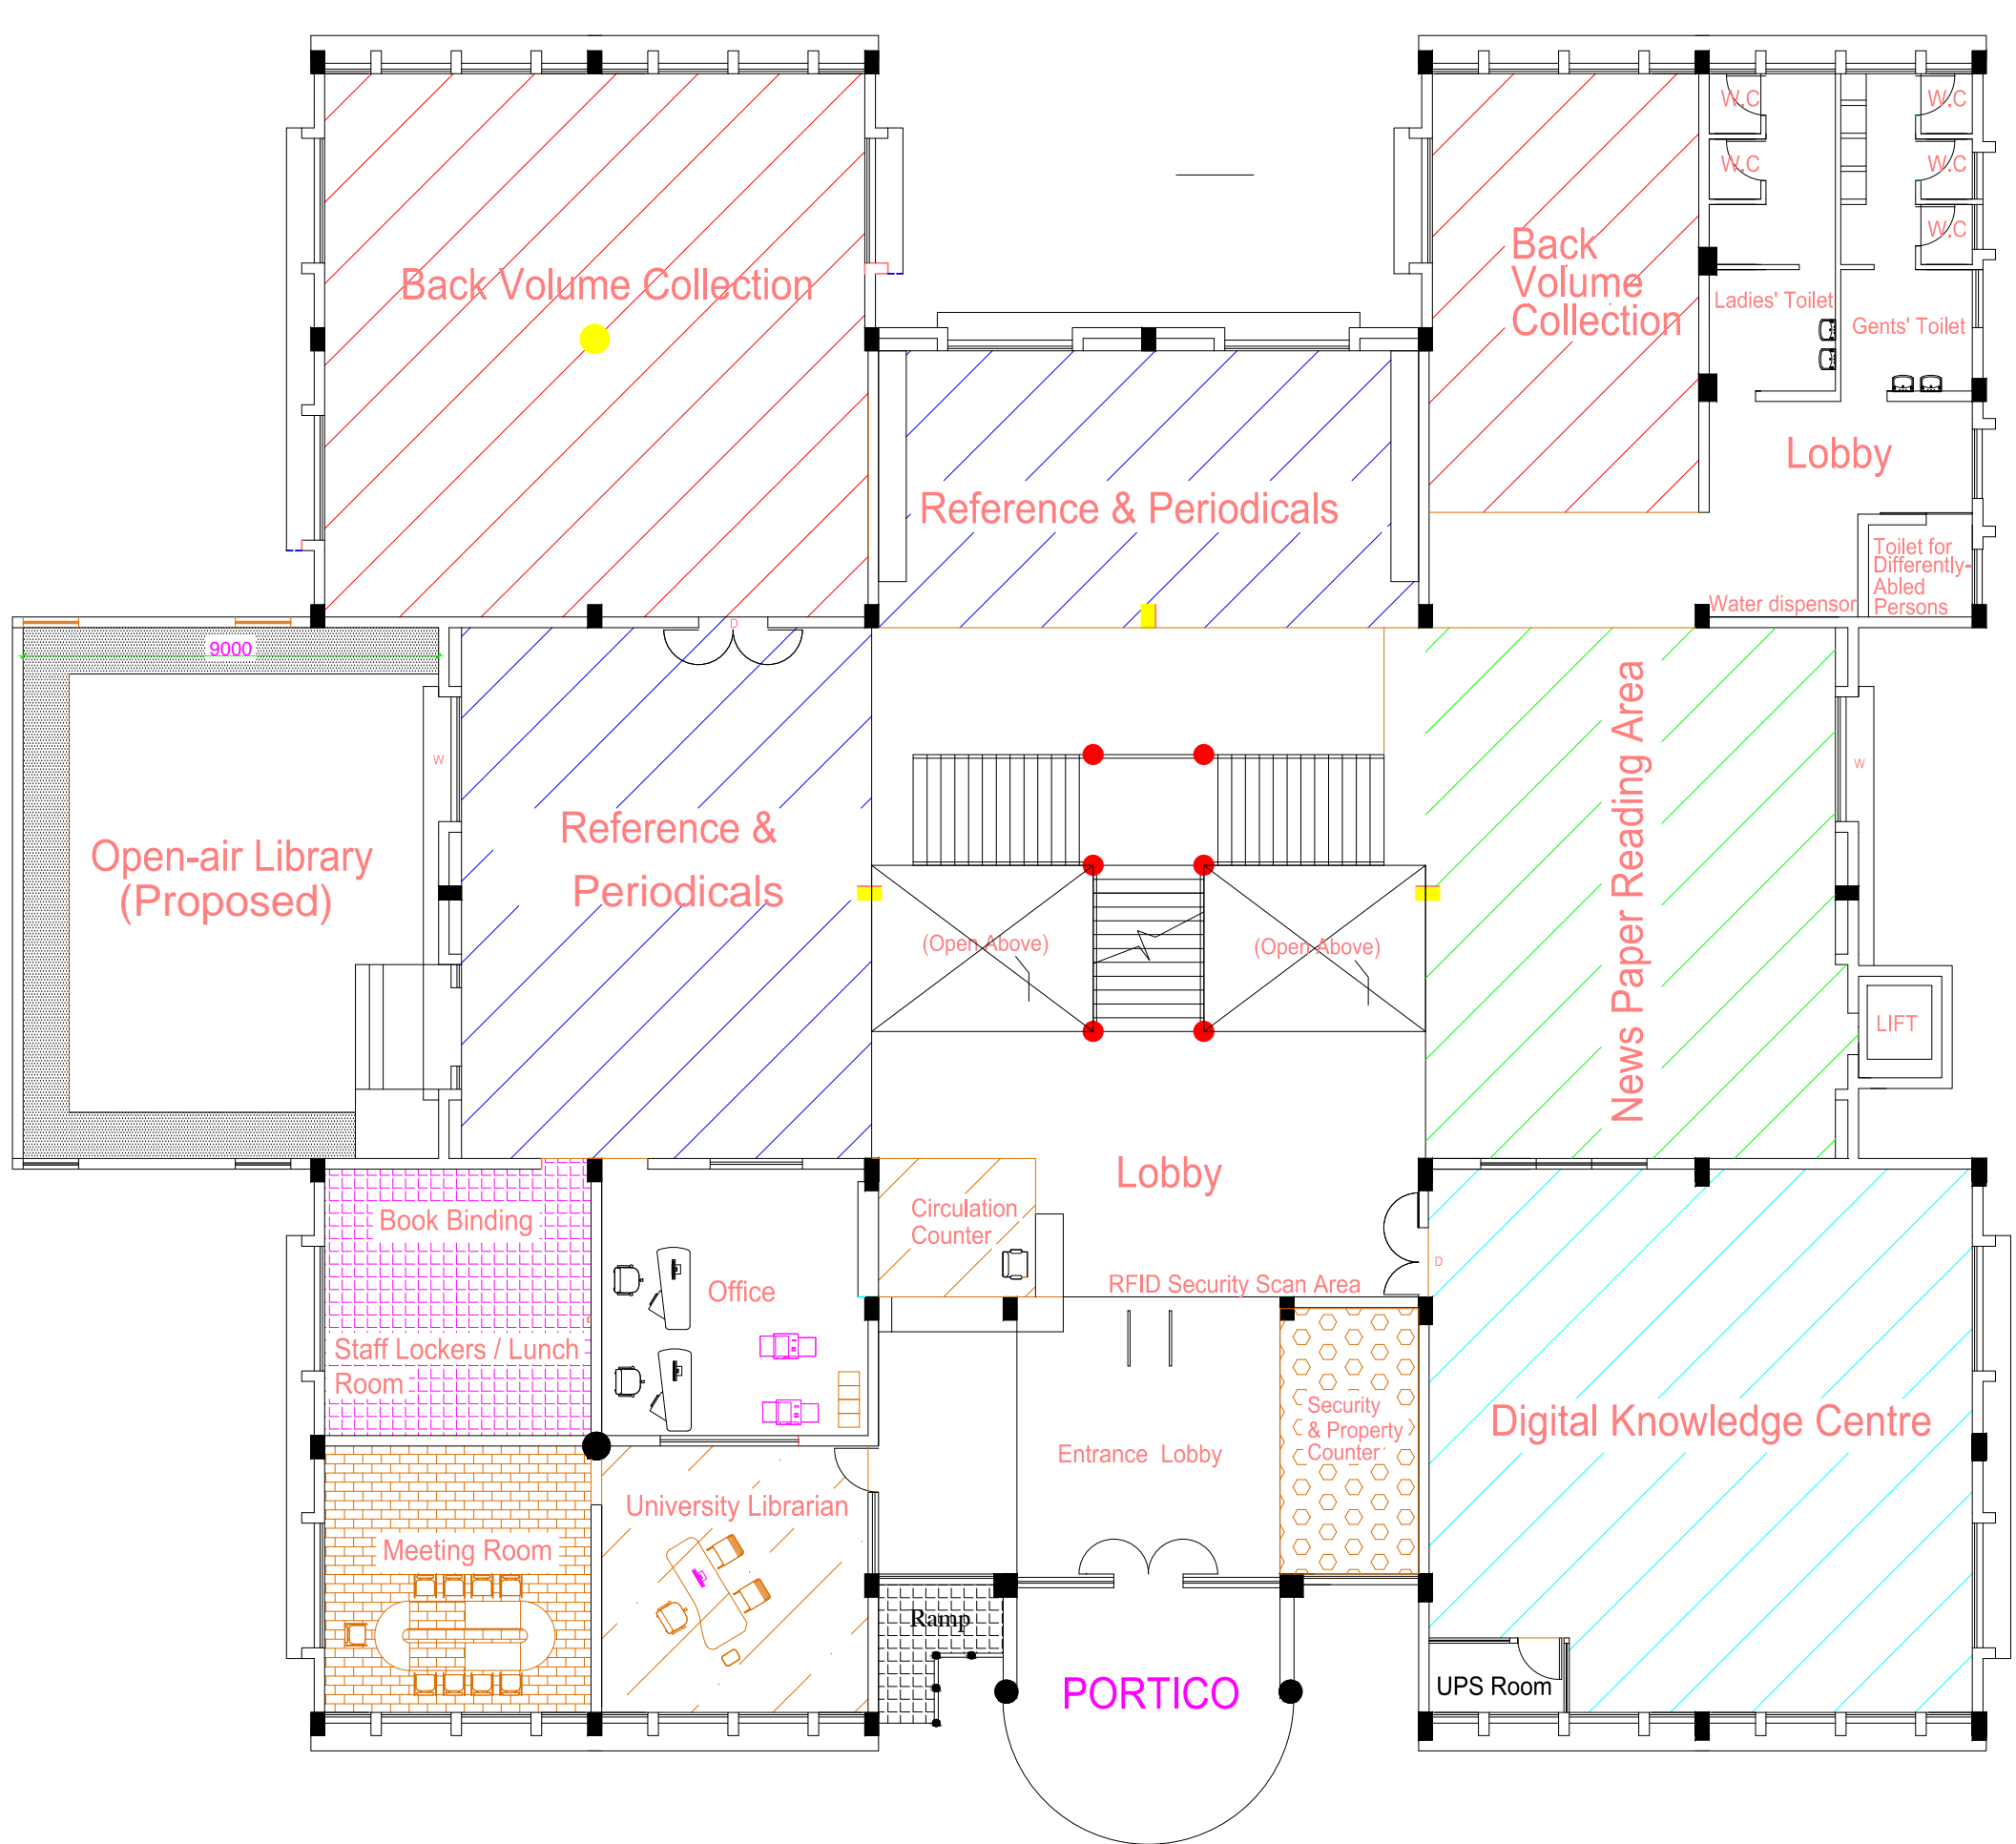 W.C
W.C
W.C
W.C
W.C
Back Volume Collection
Back
Volume
Collection
Ladies' Toilet
Gents' Toilet
Lobby
Reference & Periodicals
Toilet for
Differently-
Abled
Persons
Water dispensor
D
9000
W
W
Open-air Library
(Proposed)
Reference &
Periodicals
News Paper Reading Area
(Open Above)
(Open Above)
LIFT
Lobby
Circulation
Counter
Book Binding
Office
RFID Security Scan Area
D
Staff Lockers / Lunch
Room
Security
& Property
Counter
Entrance Lobby
Digital Knowledge Centre
University Librarian
Meeting Room
Ramp
PORTICO
UPS Room